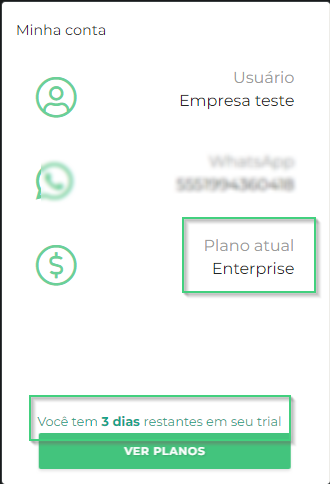 Minha conta
Usuário
Empresa teste
WhatsApp
Plano atual
Enterprise
Você tem 3 dias restantes em seu trial
VER PLANOS